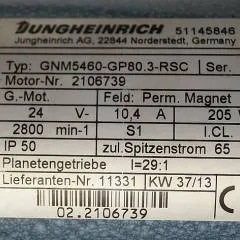 JUNGHEINRICH 51145846
Jungheinrich AG, 22844 Norderstedt, Germany
Typ: GNM5460-GP80.3-RSC Ser.
Motor-Nr. 2106739
G.-Mot. Feld: Perm. Magnet
24 V- 10,4 A 205
2800 min-1 S1 I.CL.
IP 50 zul.Spitzenstrom 65
Planetengetriebe I=29:1
Lieferanten-Nr. 11331 KW 37/13
02.2106739